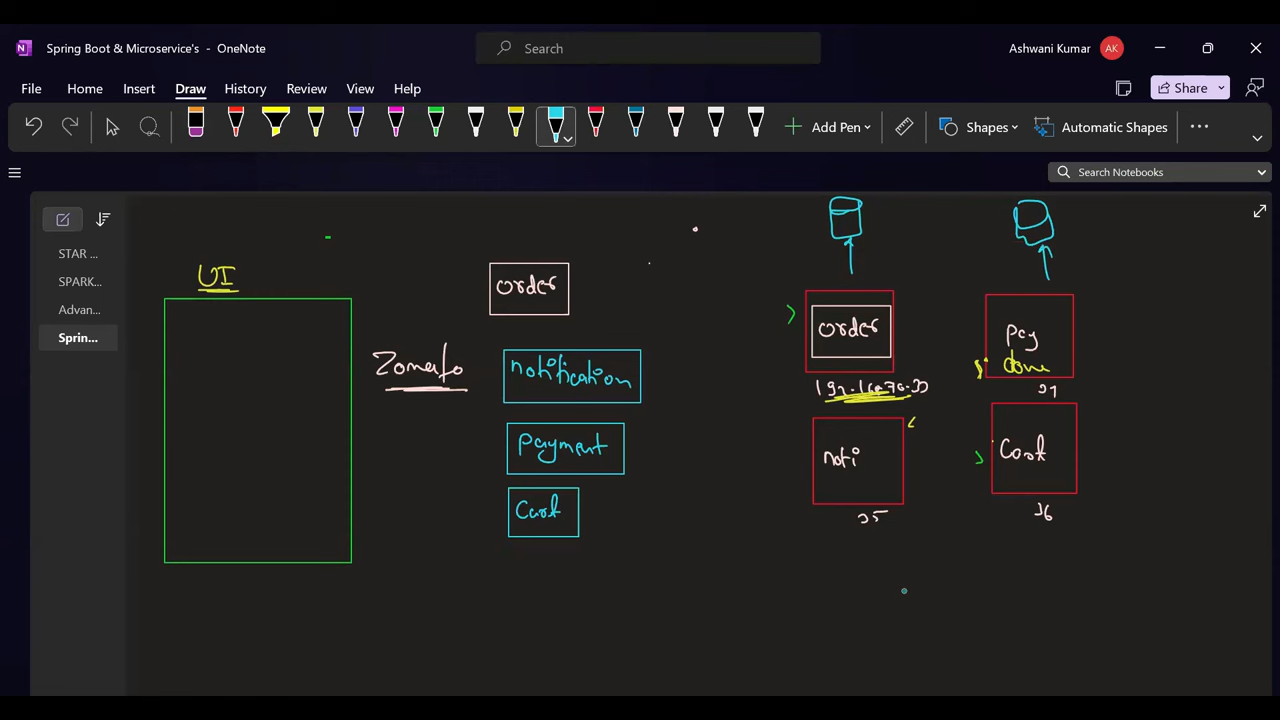 Spring Boot & Microservice's - OneNote
Search
Ashwani Kumar
AK
File Home Insert Draw History Review View Help
Share
Add Pen
Shapes
Automatic Shapes
Search Notebooks
STAR ...
SPARK...
Advan...
Sprin...
UI
Zomato
order
notification
Payment
Cart
order
pay
done
noti
35
Cart
36